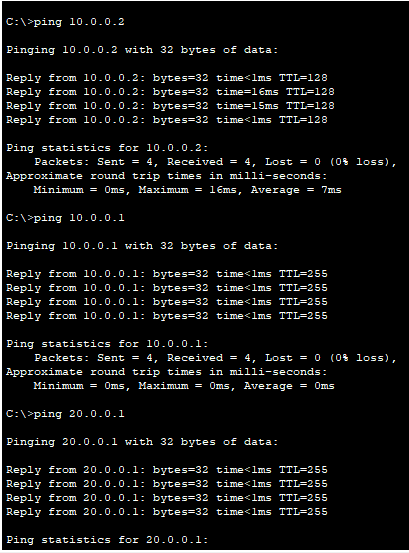 C:\>ping 10.0.0.2
Pinging 10.0.0.2 with 32 bytes of data:
Reply from 10.0.0.2: bytes=32 time<1ms TTL=128
Reply from 10.0.0.2: bytes=32 time=16ms TTL=128
Reply from 10.0.0.2: bytes=32 time=15ms TTL=128
Reply from 10.0.0.2: bytes=32 time<1ms TTL=128
Ping statistics for 10.0.0.2:
Packets: Sent = 4, Received = 4, Lost = 0 (0% loss),
Approximate round trip times in milli-seconds:
Minimum = 0ms, Maximum = 16ms, Average = 7ms
C:\>ping 10.0.0.1
Pinging 10.0.0.1 with 32 bytes of data:
Reply from 10.0.0.1: bytes=32 time<1ms TTL=255
Reply from 10.0.0.1: bytes=32 time<1ms TTL=255
Reply from 10.0.0.1: bytes=32 time<1ms TTL=255
Reply from 10.0.0.1: bytes=32 time<1ms TTL=255
Ping statistics for 10.0.0.1:
Packets: Sent = 4, Received = 4, Lost = 0 (0% loss),
Approximate round trip times in milli-seconds:
Minimum = 0ms, Maximum = 0ms, Average = 0ms
C:\>ping 20.0.0.1
Pinging 20.0.0.1 with 32 bytes of data:
Reply from 20.0.0.1: bytes=32 time<1ms TTL=255
Reply from 20.0.0.1: bytes=32 time<1ms TTL=255
Reply from 20.0.0.1: bytes=32 time<1ms TTL=255
Reply from 20.0.0.1: bytes=32 time<1ms TTL=255
Ping statistics for 20.0.0.1: